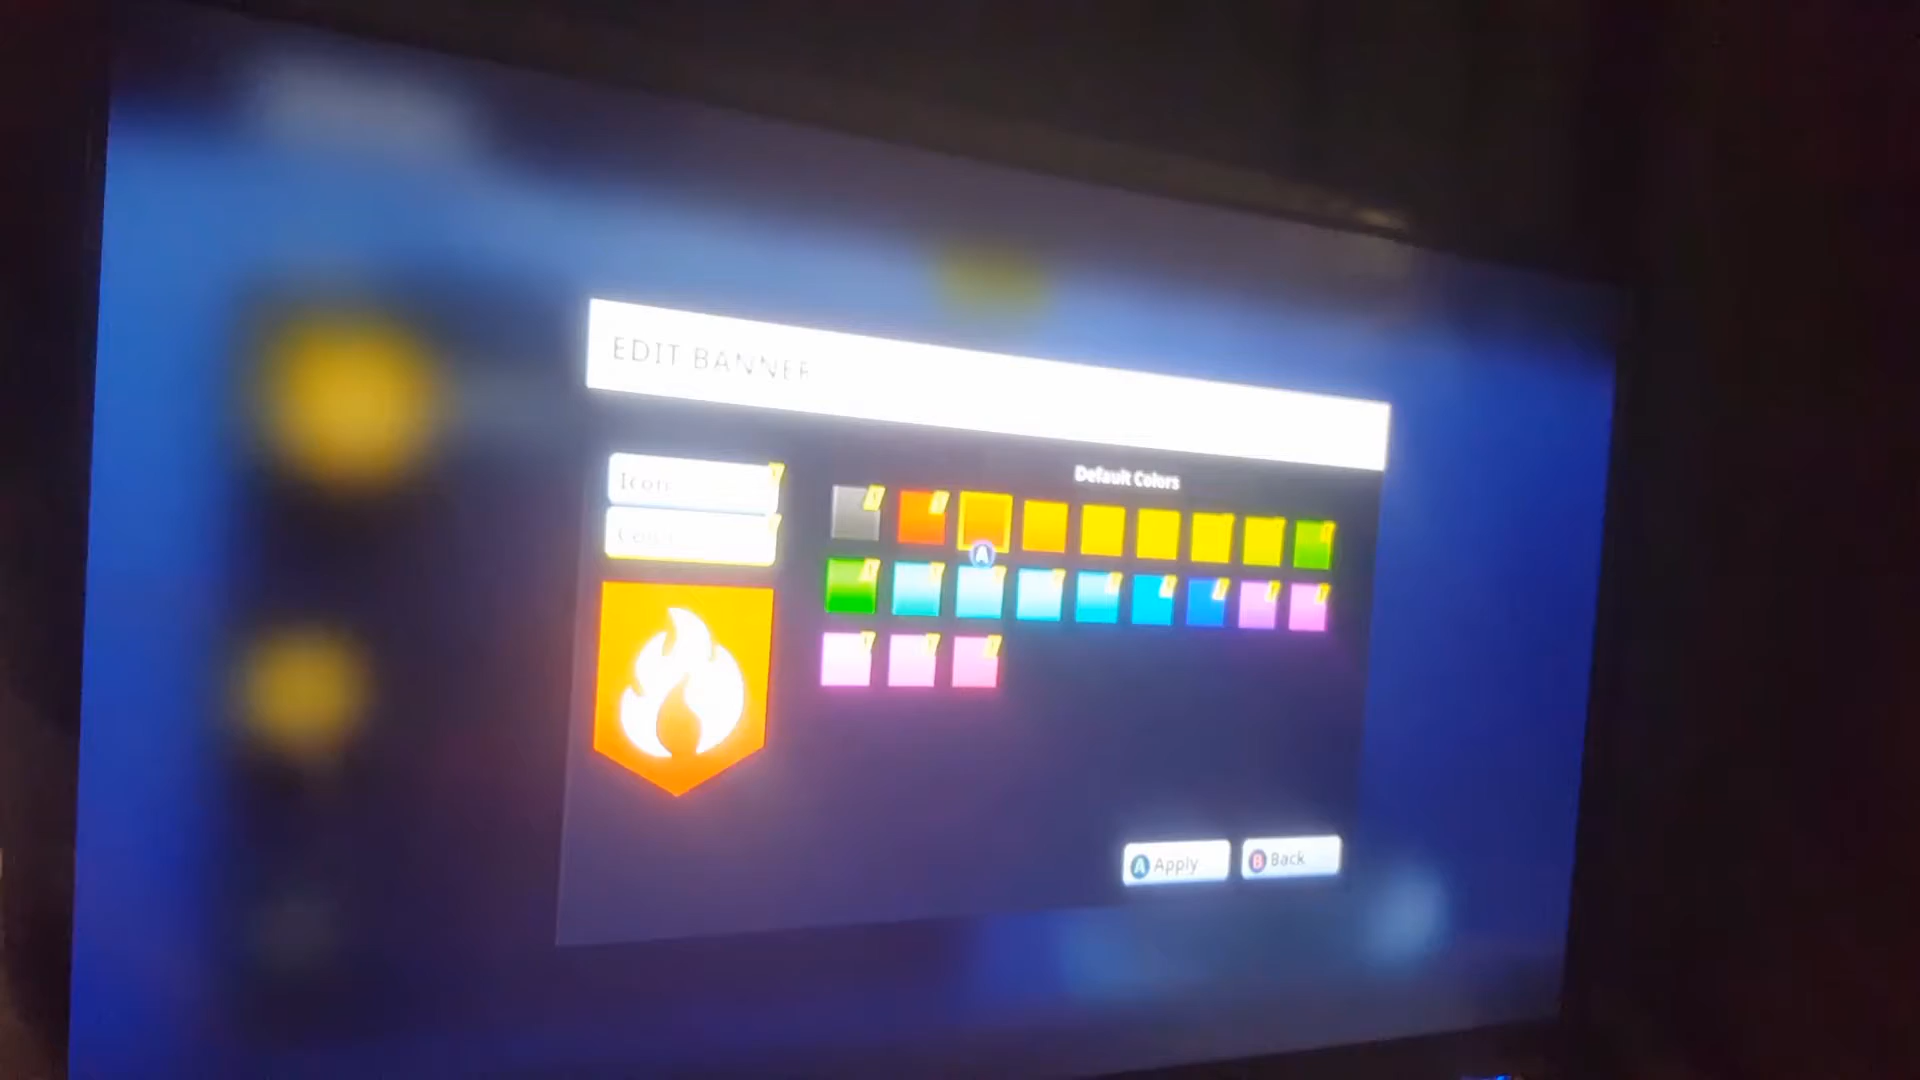 EDIT BANNER
Default Colors
Icon
A
A Apply
B Back